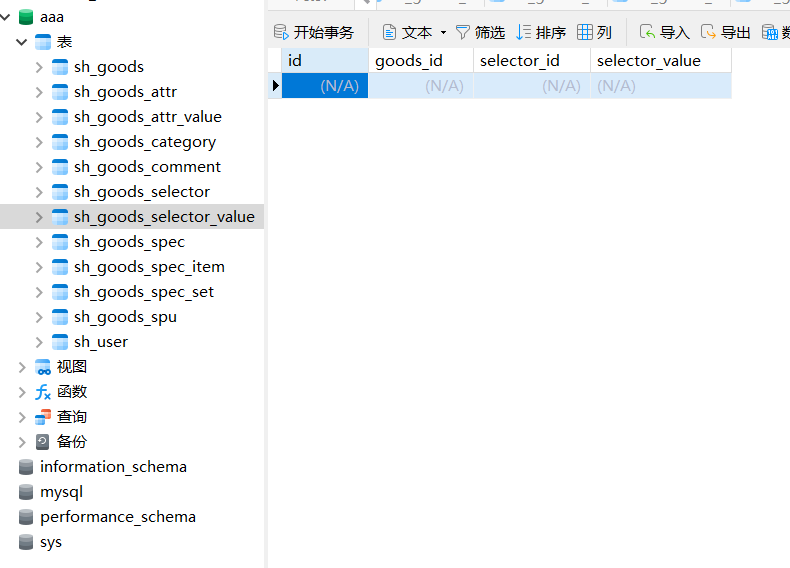 aaa
表
sh_goods
sh_goods_attr
sh_goods_attr_value
sh_goods_category
sh_goods_comment
sh_goods_selector
sh_goods_selector_value
sh_goods_spec
sh_goods_spec_item
sh_goods_spec_set
sh_goods_spu
sh_user
视图
函数
查询
备份
information_schema
mysql
performance_schema
sys
开始事务 文本 筛选 排序 列 导入 导出
id goods_id selector_id selector_value
(N/A) (N/A) (N/A) (N/A)